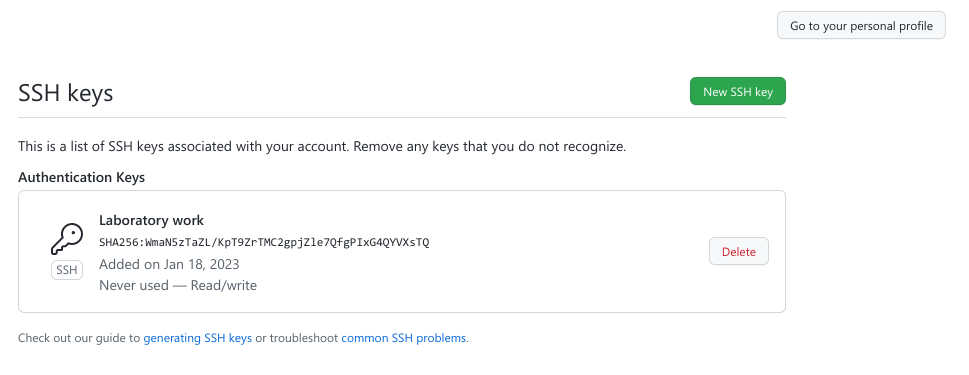 Go to your personal profile
SSH keys
New SSH key
This is a list of SSH keys associated with your account. Remove any keys that you do not recognize.
Authentication Keys
Laboratory work
SHA256:WmaN5zTaZL/KpT9ZrTMC2gpjZle7QfgPIxG4QYVXsTQ
Added on Jan 18, 2023
Never used — Read/write
SSH
Delete
Check out our guide to generating SSH keys or troubleshoot common SSH problems.